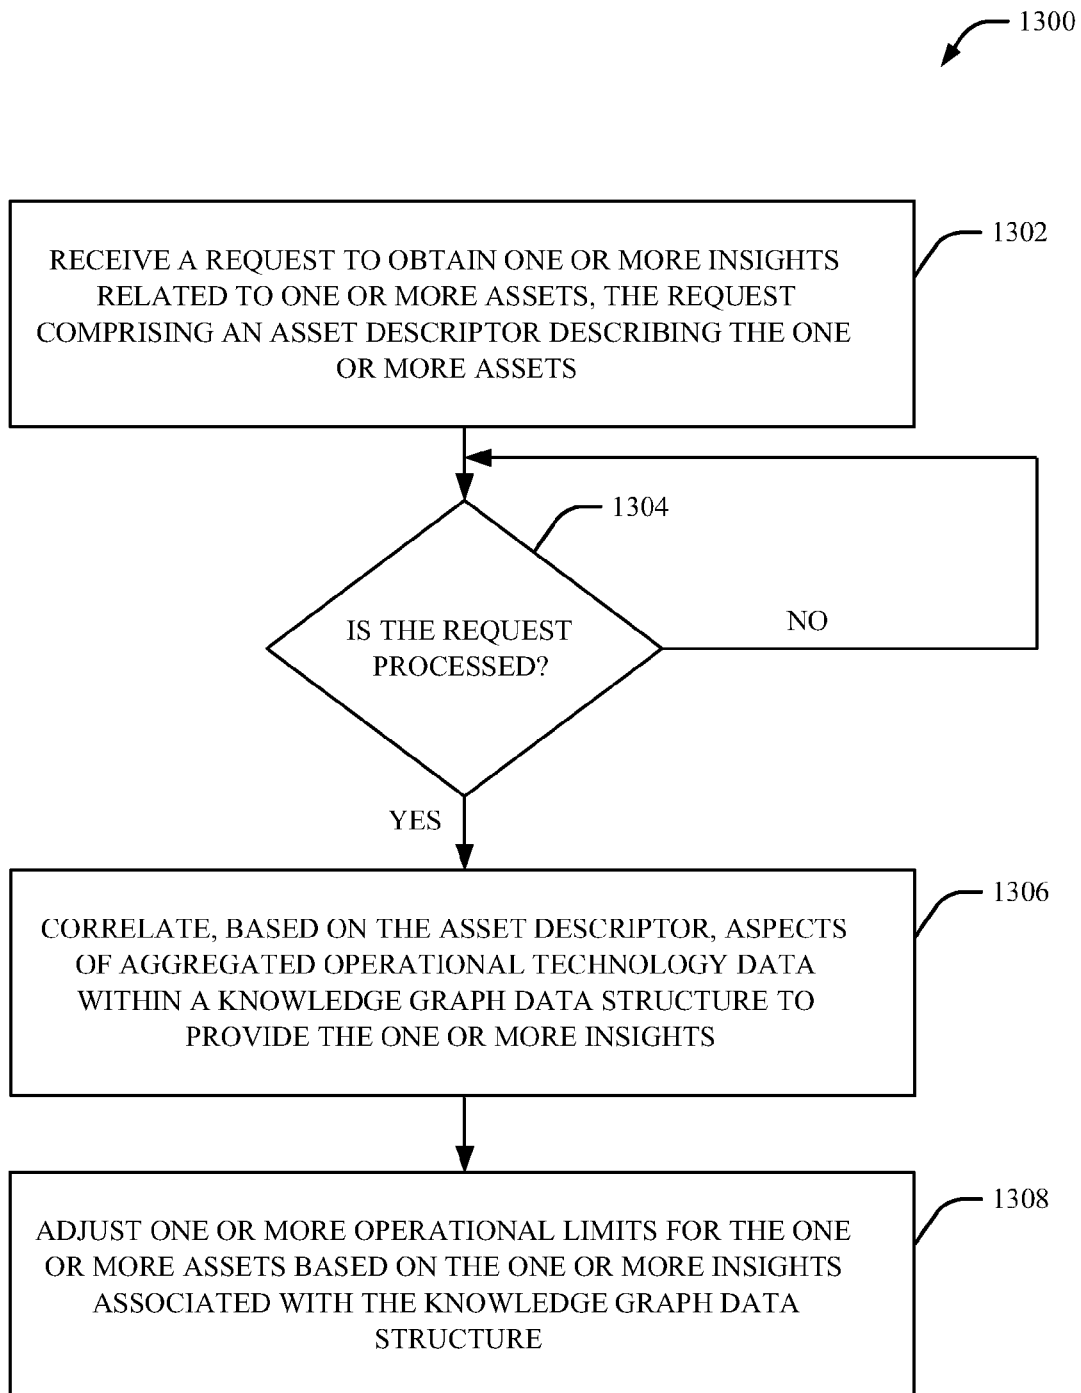 1300
RECEIVE A REQUEST TO OBTAIN ONE OR MORE INSIGHTS
RELATED TO ONE OR MORE ASSETS, THE REQUEST
COMPRISING AN ASSET DESCRIPTOR DESCRIBING THE ONE
OR MORE ASSETS
1302
1304
IS THE REQUEST
PROCESSED?
NO
YES
CORRELATE, BASED ON THE ASSET DESCRIPTOR, ASPECTS
OF AGGREGATED OPERATIONAL TECHNOLOGY DATA
WITHIN A KNOWLEDGE GRAPH DATA STRUCTURE TO
PROVIDE THE ONE OR MORE INSIGHTS
1306
ADJUST ONE OR MORE OPERATIONAL LIMITS FOR THE ONE
OR MORE ASSETS BASED ON THE ONE OR MORE INSIGHTS
ASSOCIATED WITH THE KNOWLEDGE GRAPH DATA
STRUCTURE
1308